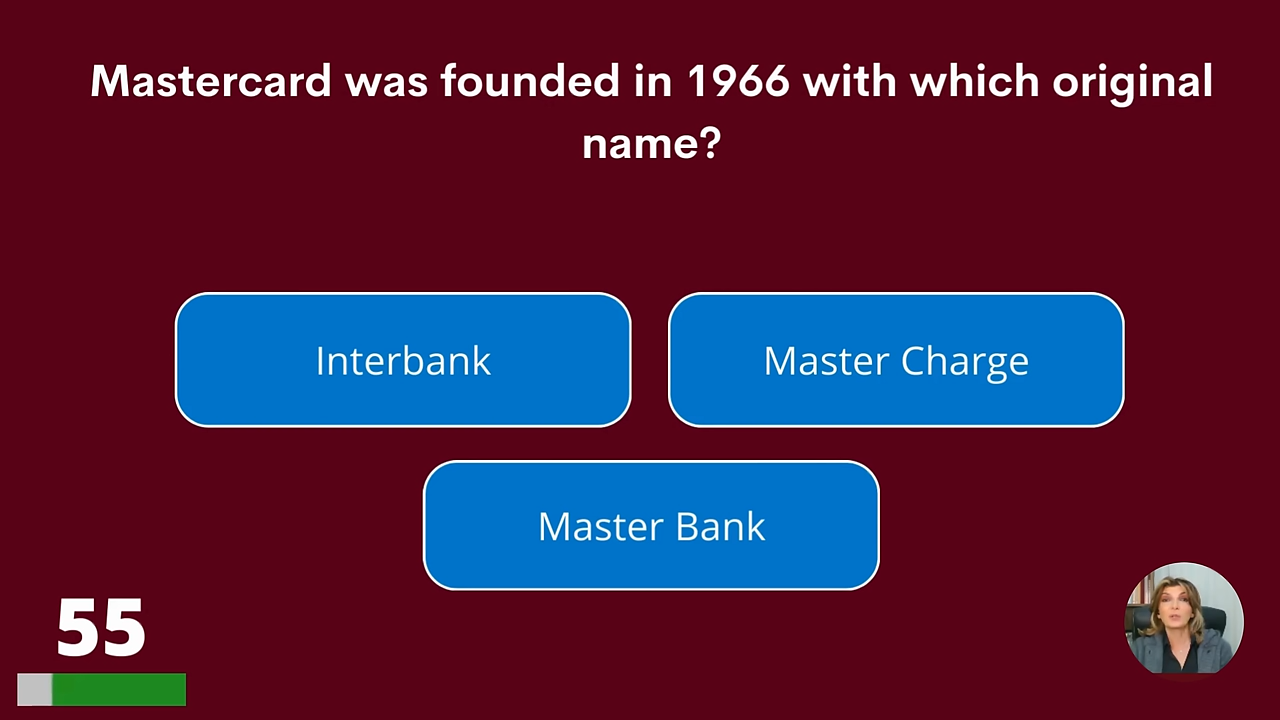 Mastercard was founded in 1966 with which original
name?
Interbank
Master Charge
Master Bank
55